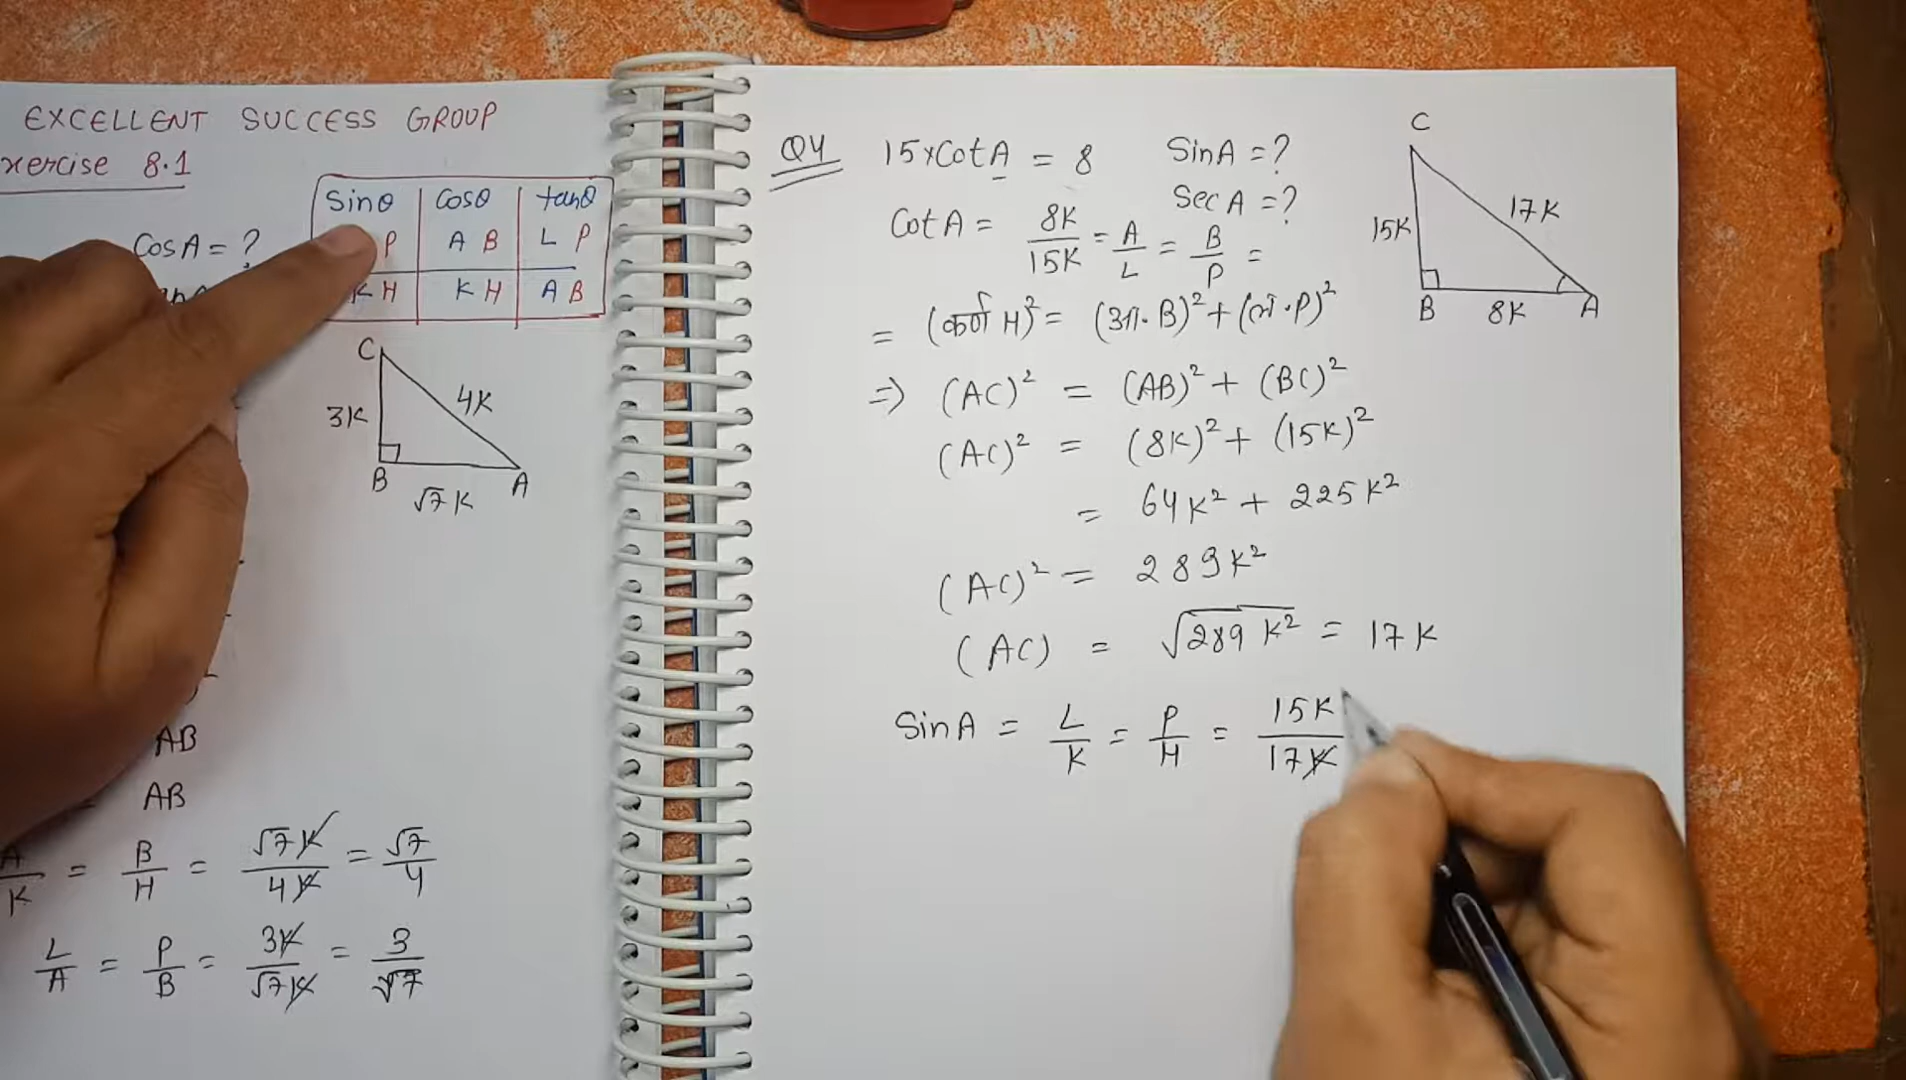 EXCELLENT SUCCESS GROUP
xercise 8.1
CosA = ?
Sinθ Cosθ tanθ
P A B L P
K H K H A B
C
3K 4K
B √7K A
AB
AB
A/K = B/H = √7K/4K = √7/4
L/A = P/B = 3K/√7K = 3/√7
Q4 15×CotA = 8 SinA = ?
SecA = ?
CotA = 8K/15K = A/L = B/P =
C
15K 17K
B 8K A
= (कर्ण H)² = (आ.B)² + (लं.P)²
⇒ (AC)² = (AB)² + (BC)²
(AC)² = (8K)² + (15K)²
= 64K² + 225K²
(AC)² = 289K²
(AC) = √289K² = 17K
SinA = L/K = P/H = 15K/17K